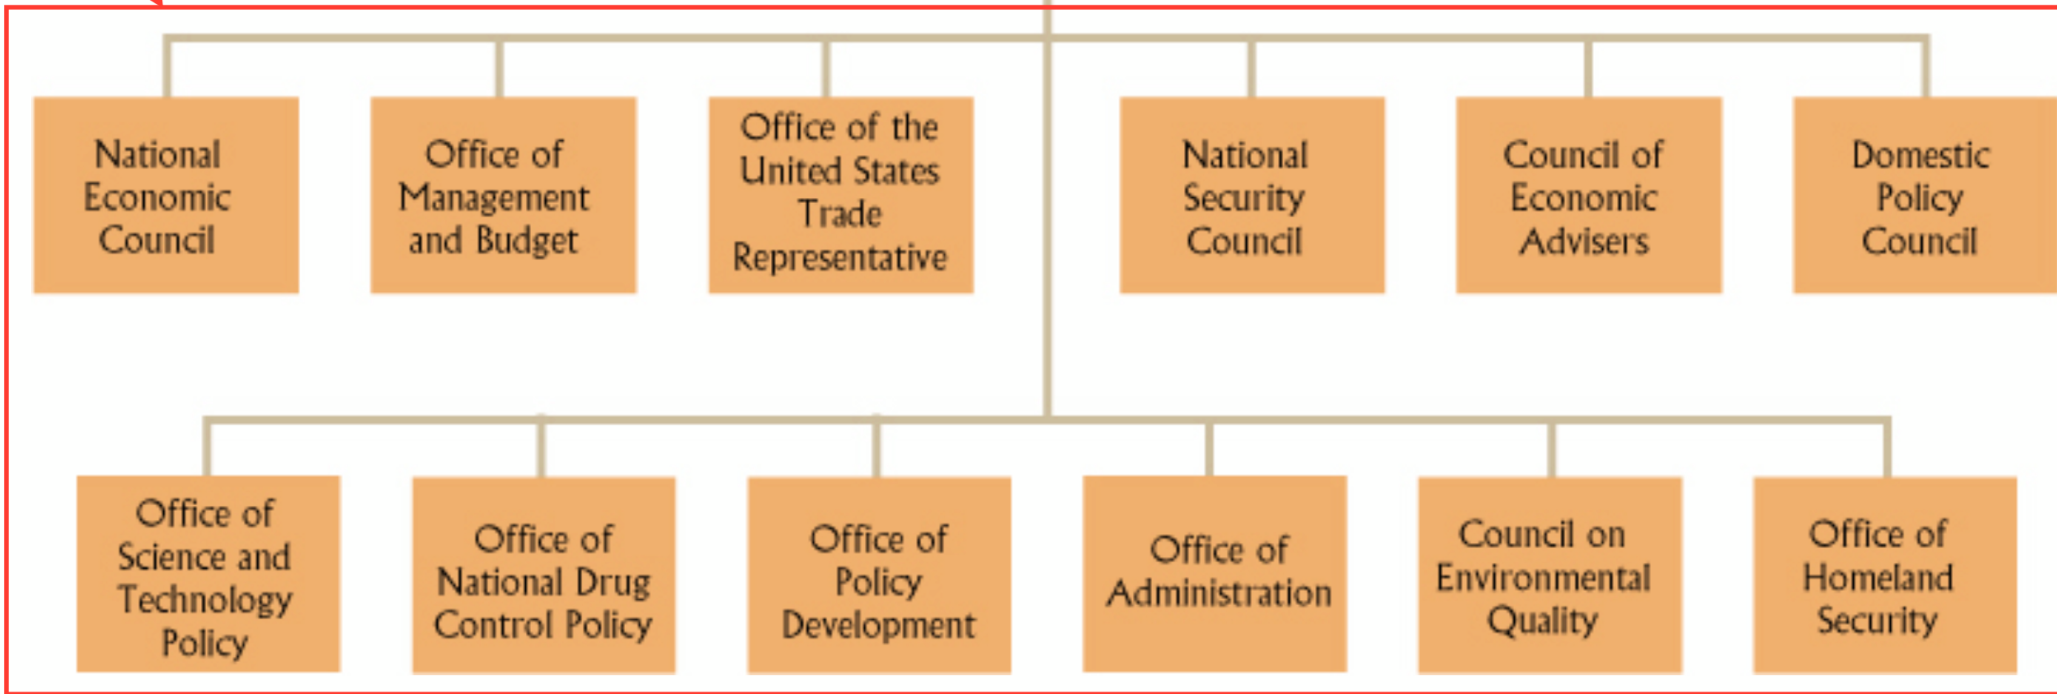 National
Economic
Council
Office of
Management
and Budget
Office of the
United States
Trade
Representative
National
Security
Council
Council of
Economic
Advisers
Domestic
Policy
Council
Office of
Science and
Technology
Policy
Office of
National Drug
Control Policy
Office of
Policy
Development
Office of
Administration
Council on
Environmental
Quality
Office of
Homeland
Security